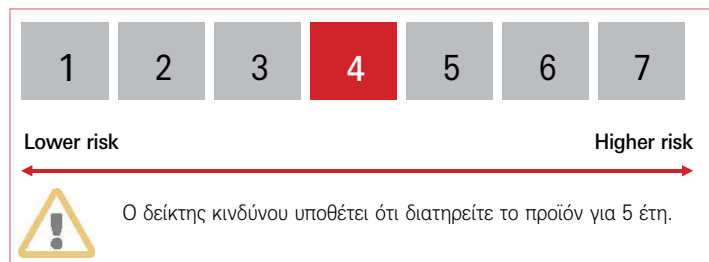 1 2 3 4 5 6 7
Lower risk Higher risk
Ο δείκτης κινδύνου υποθέτει ότι διατηρείτε το προϊόν για 5 έτη.